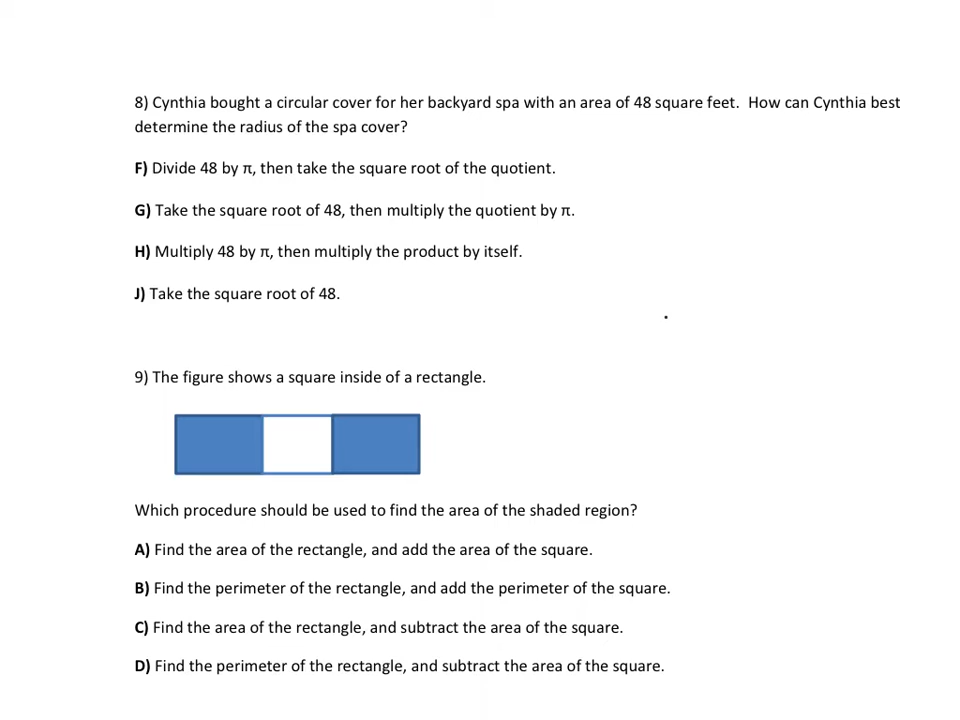 8) Cynthia bought a circular cover for her backyard spa with an area of 48 square feet.  How can Cynthia best
determine the radius of the spa cover?
F) Divide 48 by π, then take the square root of the quotient.
G) Take the square root of 48, then multiply the quotient by π.
H) Multiply 48 by π, then multiply the product by itself.
J) Take the square root of 48.
9) The figure shows a square inside of a rectangle.
Which procedure should be used to find the area of the shaded region?
A) Find the area of the rectangle, and add the area of the square.
B) Find the perimeter of the rectangle, and add the perimeter of the square.
C) Find the area of the rectangle, and subtract the area of the square.
D) Find the perimeter of the rectangle, and subtract the area of the square.